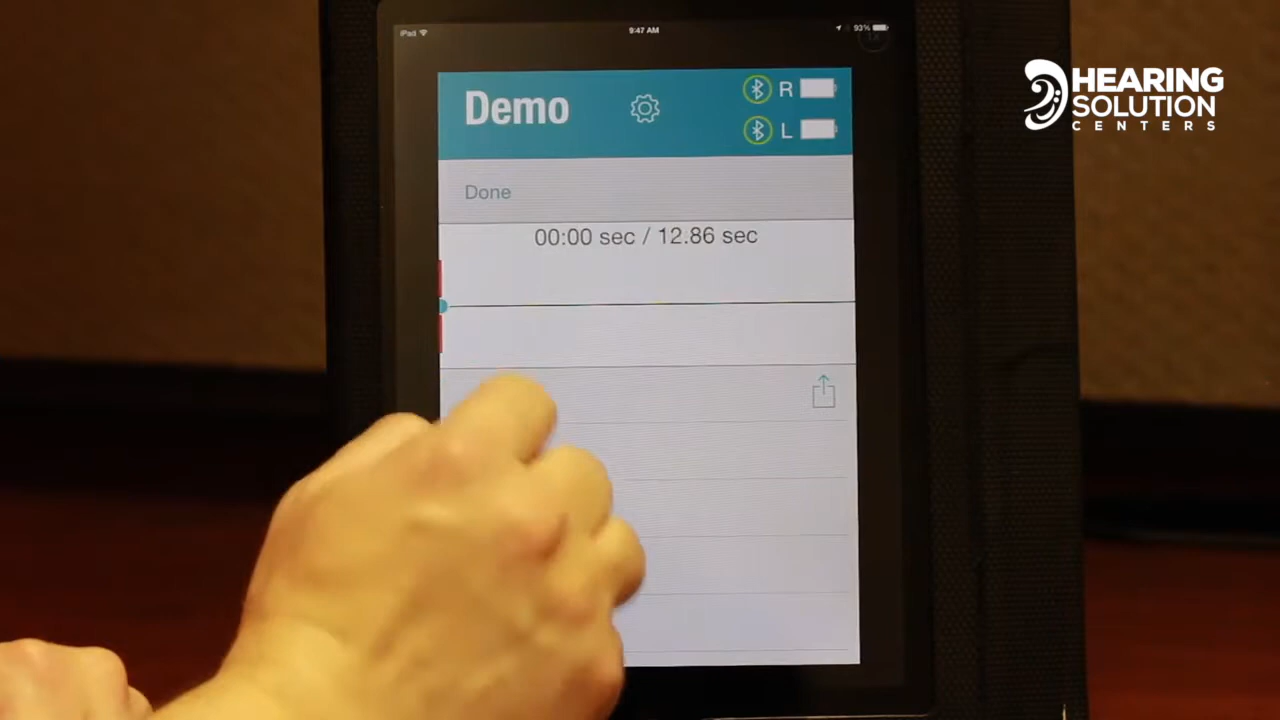 iPad
9:47 AM
93%
Demo
R
L
Done
00:00 sec / 12.86 sec
HEARING
SOLUTION
CENTERS